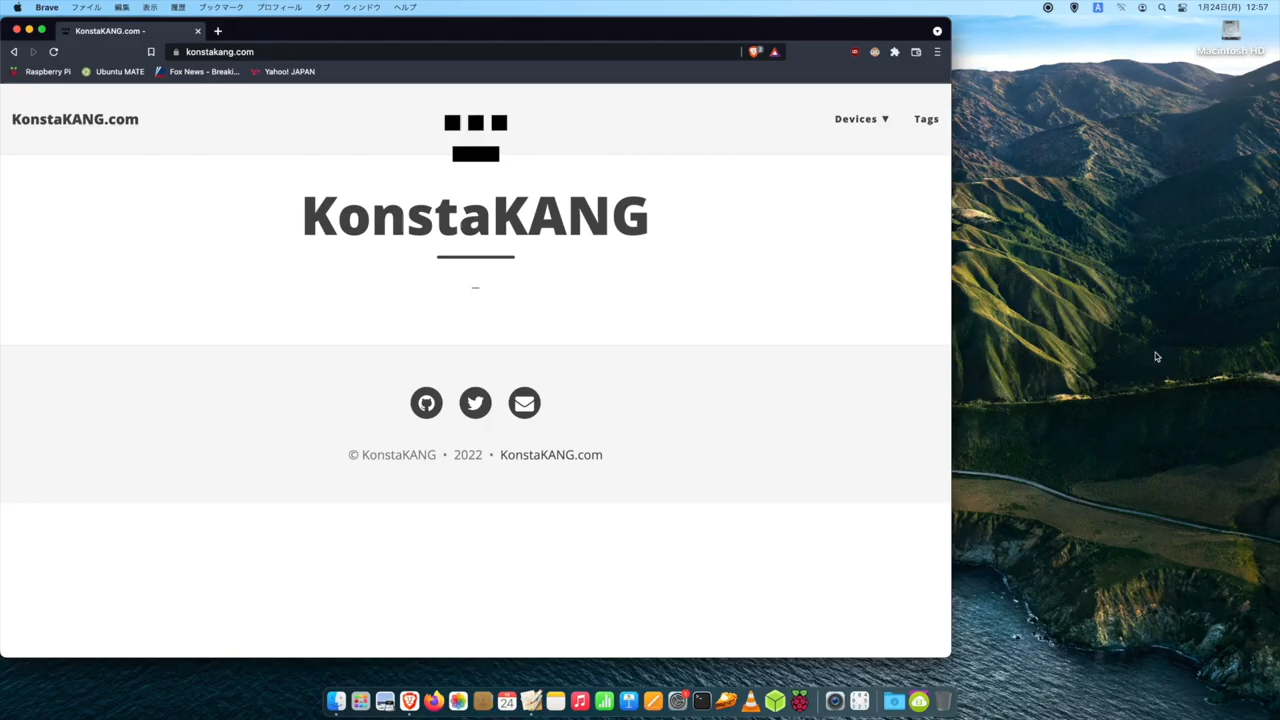 Brave ファイル 編集 表示 履歴 ブックマーク プロフィール タブ ウィンドウ ヘルプ A 1月24日(月) 12:57
KonstaKANG.com -
konstakang.com
Raspberry Pi Ubuntu MATE Fox News - Breaki... Yahoo! JAPAN
Macintosh HD
KonstaKANG.com Devices ▼ Tags
KonstaKANG
_
© KonstaKANG • 2022 • KonstaKANG.com
24